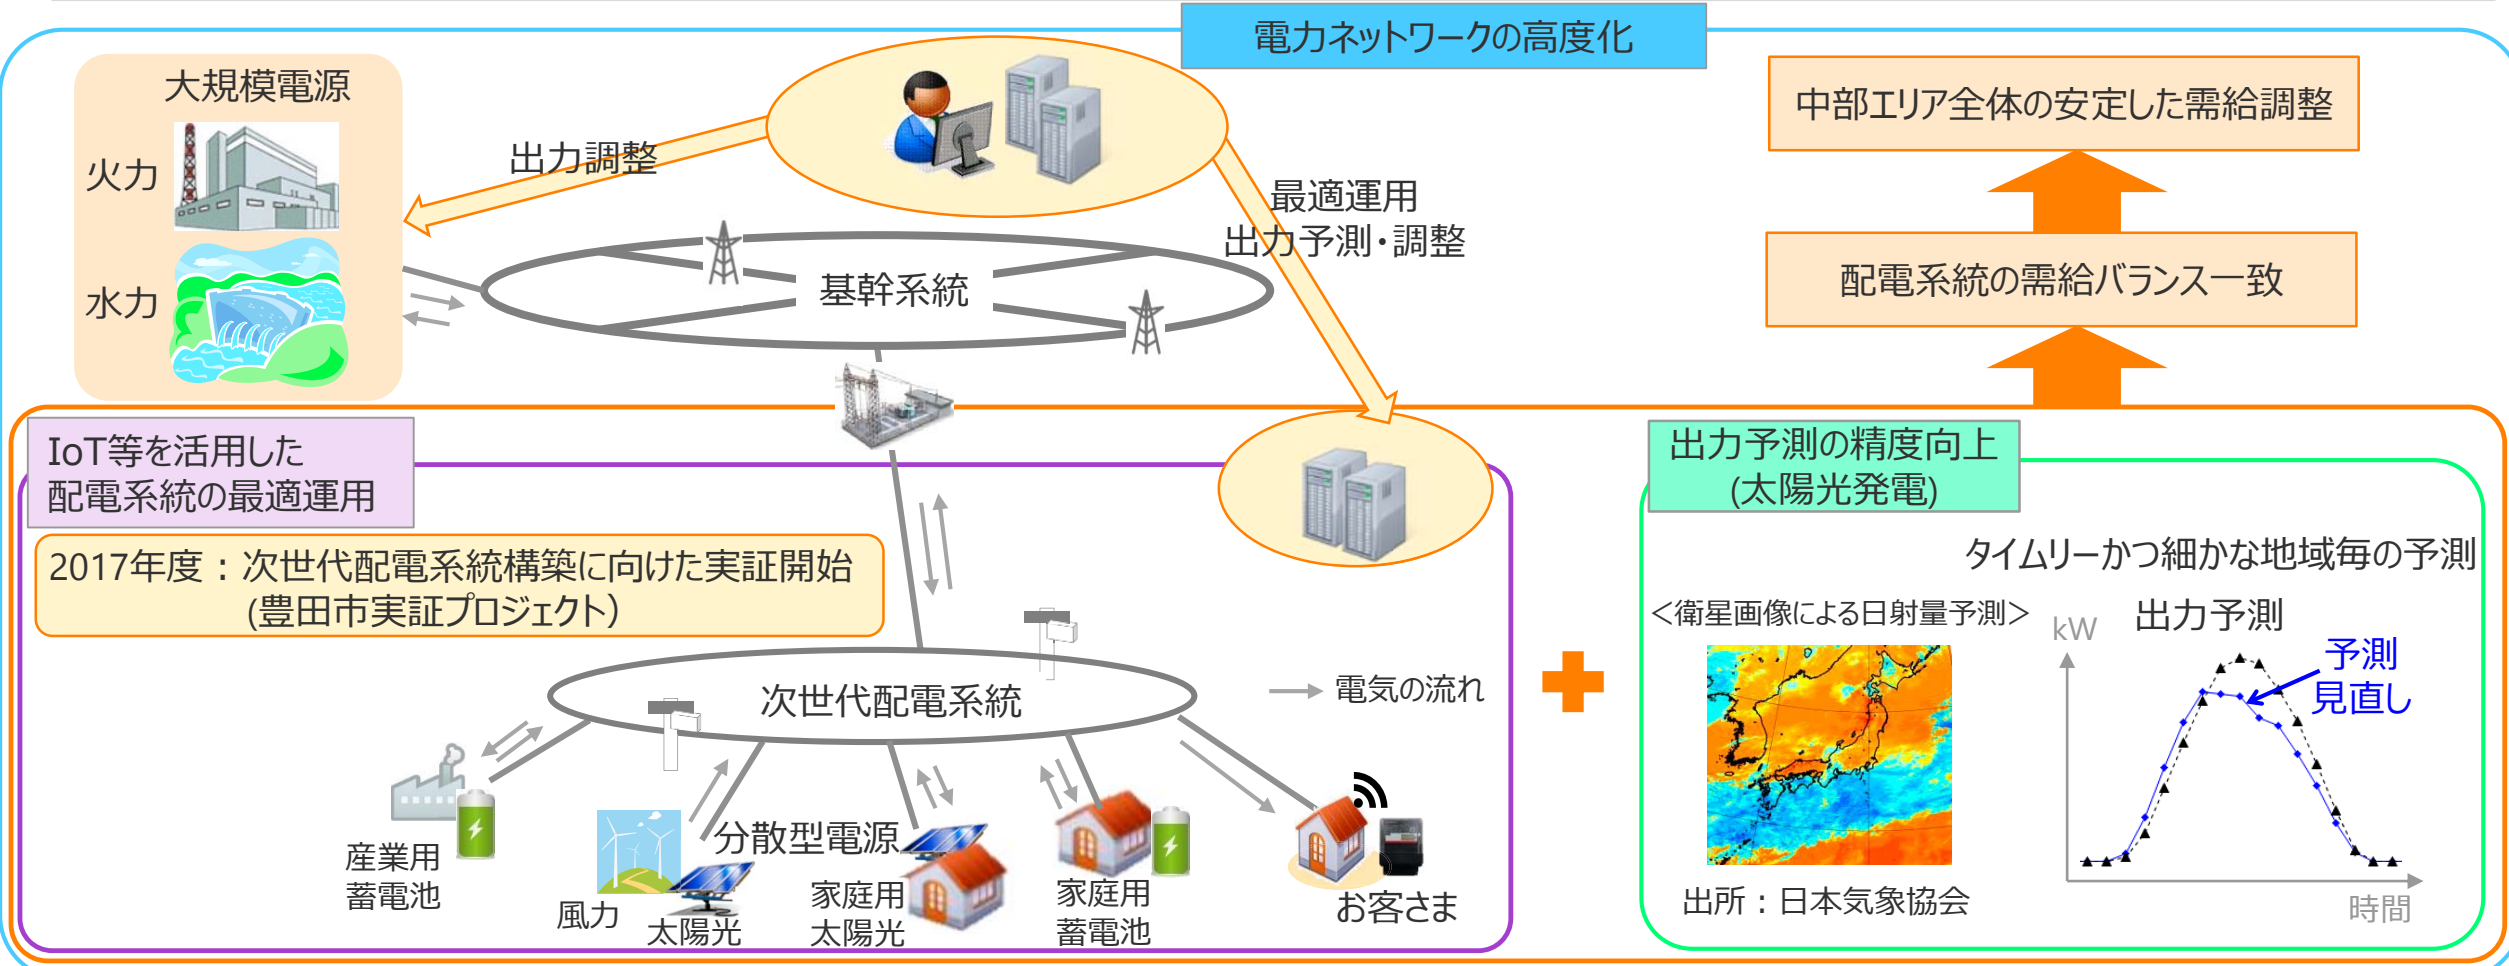 電力ネットワークの高度化
大規模電源
火力
水力
出力調整
最適運用
出力予測・調整
基幹系統
中部エリア全体の安定した需給調整
配電系統の需給バランス一致
IoT等を活用した
配電系統の最適運用
2017年度：次世代配電系統構築に向けた実証開始
(豊田市実証プロジェクト)
次世代配電系統
電気の流れ
産業用
蓄電池
風力
太陽光
分散型電源
家庭用
太陽光
家庭用
蓄電池
お客さま
出力予測の精度向上
(太陽光発電)
タイムリーかつ細かな地域毎の予測
＜衛星画像による日射量予測＞
出所：日本気象協会
出力予測
kW
予測
見直し
時間